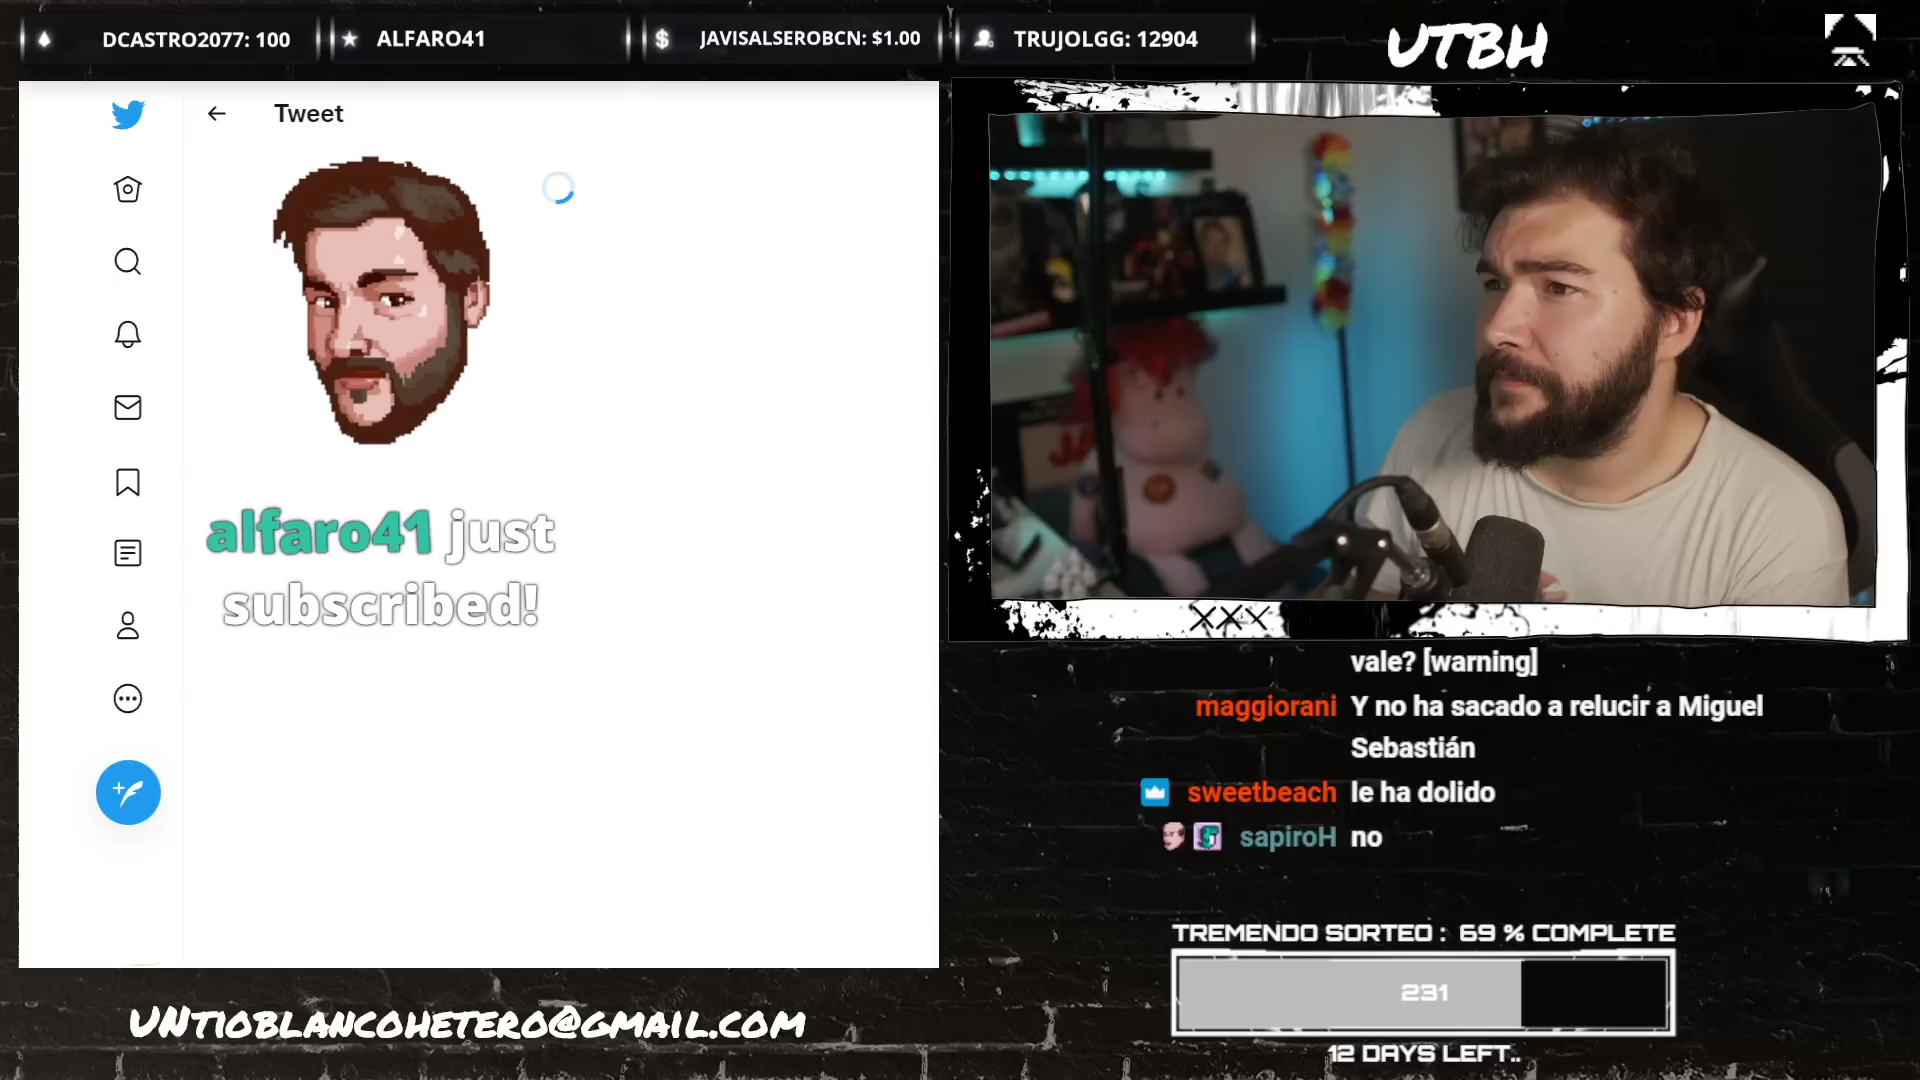 DCASTRO2077: 100
ALFARO41
$ JAVISALSEROBCN: $1.00
TRUJOLGG: 12904
UTBH
Tweet
alfaro41 just
subscribed!
XXX
vale? [warning]
maggiorani Y no ha sacado a relucir a Miguel
Sebastián
sweetbeach le ha dolido
sapiroH no
TREMENDO SORTEO : 69 % COMPLETE
231
12 DAYS LEFT..
UNTIOBLANCOHETERO@GMAIL.COM